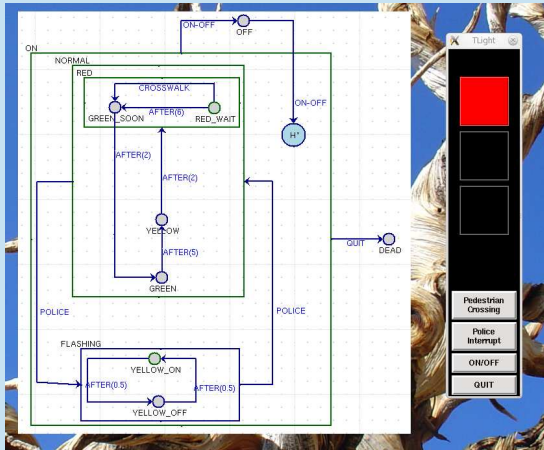 ON-OFF
OFF
ON
NORMAL
RED
CROSSWALK
AFTER(6)
GREEN_SOON
RED_WAIT
ON-OFF
H*
AFTER(2)
AFTER(2)
YELLOW
AFTER(5)
GREEN
QUIT
DEAD
POLICE
POLICE
FLASHING
YELLOW_ON
AFTER(0.5)
AFTER(0.5)
YELLOW_OFF
TLight
Pedestrian
Crossing
Police
Interrupt
ON/OFF
QUIT